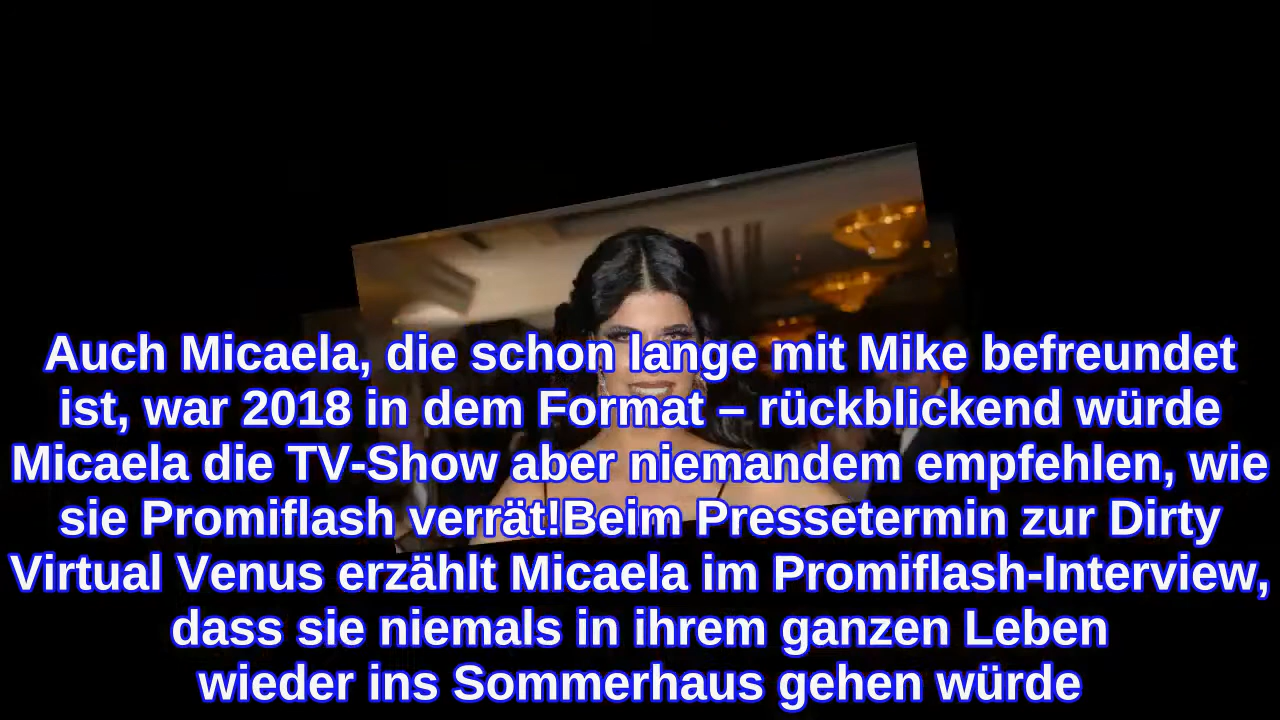 Auch Micaela, die schon lange mit Mike befreundet
ist, war 2018 in dem Format – rückblickend würde
Micaela die TV-Show aber niemandem empfehlen, wie
sie Promiflash verrät!Beim Pressetermin zur Dirty
Virtual Venus erzählt Micaela im Promiflash-Interview,
dass sie niemals in ihrem ganzen Leben
wieder ins Sommerhaus gehen würde